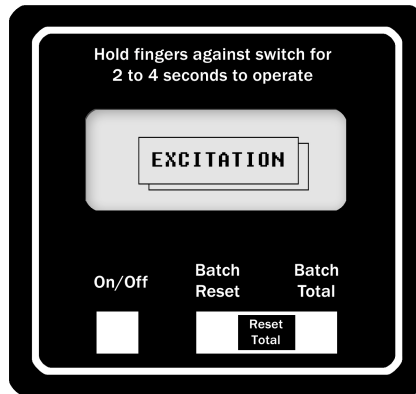 Hold fingers against switch for
2 to 4 seconds to operate
EXCITATION
On/Off
Batch
Reset
Batch
Total
Reset
Total